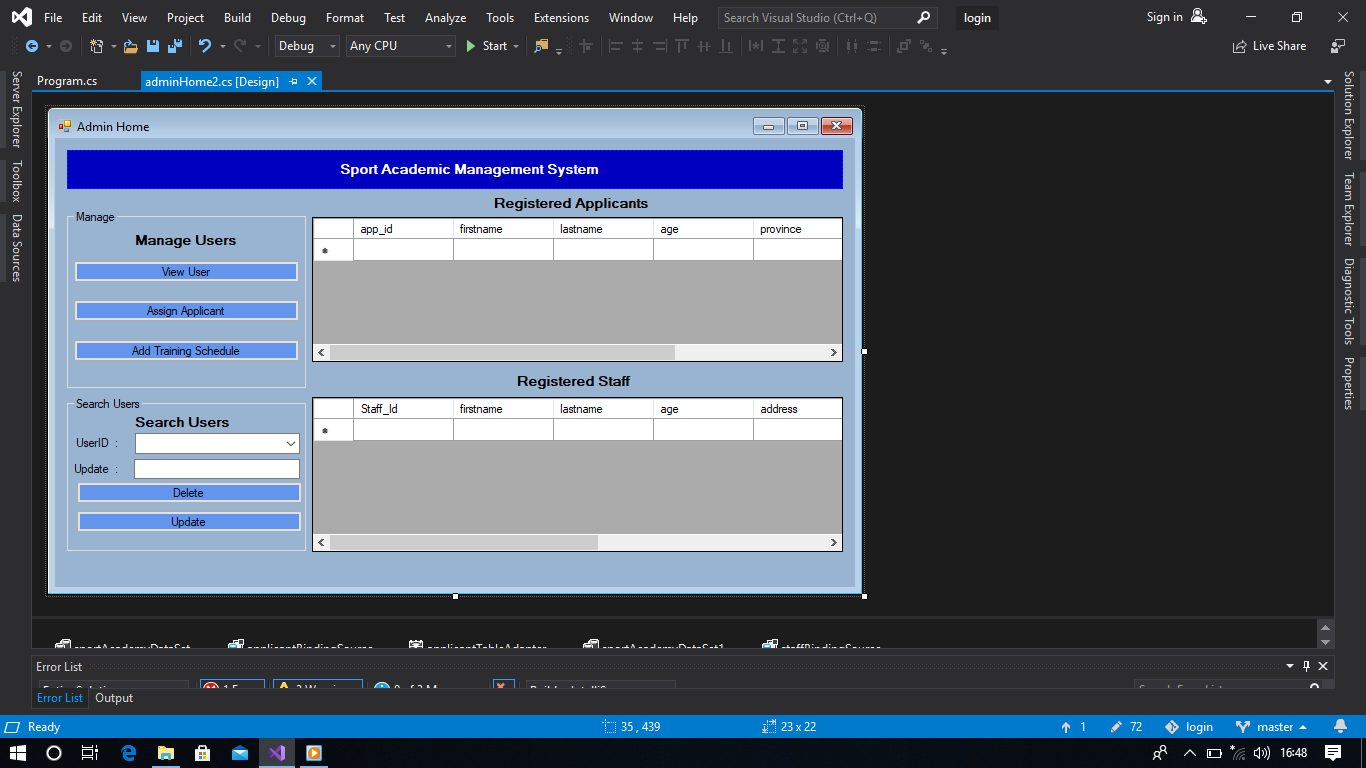 File Edit View Project Build Debug Format Test Analyze Tools Extensions Window Help Search Visual Studio (Ctrl+Q) login Sign in
Debug Any CPU Start Live Share
Program.cs adminHome2.cs [Design]
Server Explorer
Toolbox
Data Sources
Admin Home
Sport Academic Management System
Manage
Manage Users
View User
Assign Applicant
Add Training Schedule
Registered Applicants
app_id firstname lastname age province
Registered Staff
Staff_Id firstname lastname age address
Search Users
Search Users
UserID :
Update :
Delete
Update
Solution Explorer
Team Explorer
Diagnostic Tools
Properties
sportAcademyDataSet applicantBindingSource applicantTableAdapter sportAcademyDataSet1 staffBindingSource
Error List
Error List Output
Ready 35 , 439 23 x 22 1 72 login master
16:48